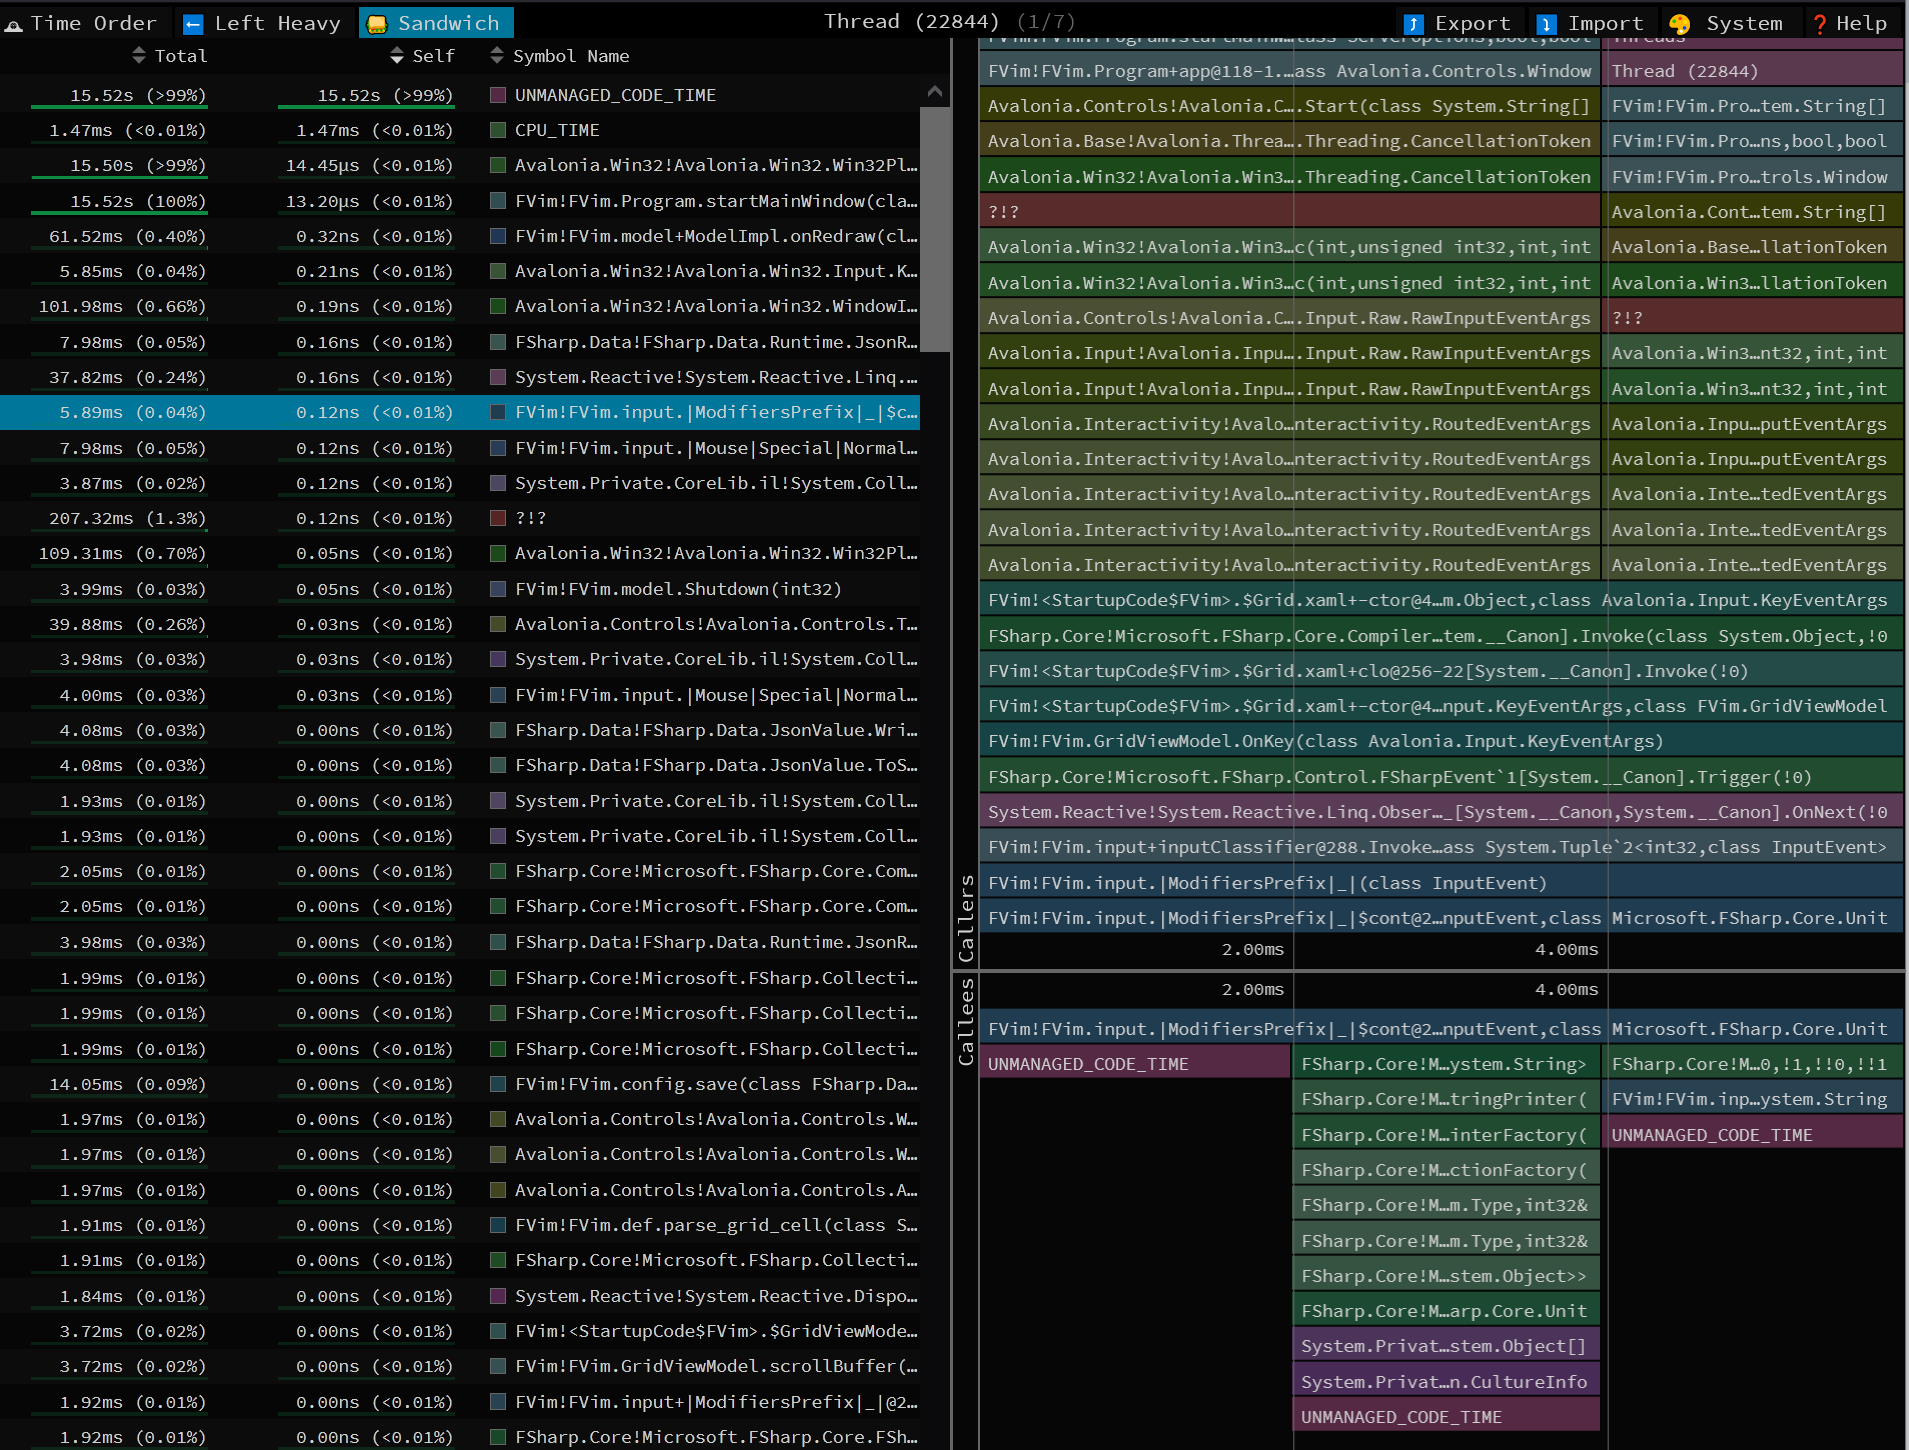 Time Order
Left Heavy
Sandwich
Thread (22844) (1/7)
Export
Import
System
Help
Total Self Symbol Name
15.52s (>99%) 15.52s (>99%) UNMANAGED_CODE_TIME
1.47ms (<0.01%) 1.47ms (<0.01%) CPU_TIME
15.50s (>99%) 14.45µs (<0.01%) Avalonia.Win32!Avalonia.Win32.Win32Pl…
15.52s (100%) 13.20µs (<0.01%) FVim!FVim.Program.startMainWindow(cla…
61.52ms (0.40%) 0.32ns (<0.01%) FVim!FVim.model+ModelImpl.onRedraw(cl…
5.85ms (0.04%) 0.21ns (<0.01%) Avalonia.Win32!Avalonia.Win32.Input.K…
101.98ms (0.66%) 0.19ns (<0.01%) Avalonia.Win32!Avalonia.Win32.WindowI…
7.98ms (0.05%) 0.16ns (<0.01%) FSharp.Data!FSharp.Data.Runtime.JsonR…
37.82ms (0.24%) 0.16ns (<0.01%) System.Reactive!System.Reactive.Linq.…
5.89ms (0.04%) 0.12ns (<0.01%) FVim!FVim.input.|ModifiersPrefix|_|$c…
7.98ms (0.05%) 0.12ns (<0.01%) FVim!FVim.input.|Mouse|Special|Normal…
3.87ms (0.02%) 0.12ns (<0.01%) System.Private.CoreLib.il!System.Coll…
207.32ms (1.3%) 0.12ns (<0.01%) ?!?
109.31ms (0.70%) 0.05ns (<0.01%) Avalonia.Win32!Avalonia.Win32.Win32Pl…
3.99ms (0.03%) 0.05ns (<0.01%) FVim!FVim.model.Shutdown(int32)
39.88ms (0.26%) 0.03ns (<0.01%) Avalonia.Controls!Avalonia.Controls.T…
3.98ms (0.03%) 0.03ns (<0.01%) System.Private.CoreLib.il!System.Coll…
4.00ms (0.03%) 0.03ns (<0.01%) FVim!FVim.input.|Mouse|Special|Normal…
4.08ms (0.03%) 0.00ns (<0.01%) FSharp.Data!FSharp.Data.JsonValue.Wri…
4.08ms (0.03%) 0.00ns (<0.01%) FSharp.Data!FSharp.Data.JsonValue.ToS…
1.93ms (0.01%) 0.00ns (<0.01%) System.Private.CoreLib.il!System.Coll…
1.93ms (0.01%) 0.00ns (<0.01%) System.Private.CoreLib.il!System.Coll…
2.05ms (0.01%) 0.00ns (<0.01%) FSharp.Core!Microsoft.FSharp.Core.Com…
2.05ms (0.01%) 0.00ns (<0.01%) FSharp.Core!Microsoft.FSharp.Core.Com…
3.98ms (0.03%) 0.00ns (<0.01%) FSharp.Data!FSharp.Data.Runtime.JsonR…
1.99ms (0.01%) 0.00ns (<0.01%) FSharp.Core!Microsoft.FSharp.Collecti…
1.99ms (0.01%) 0.00ns (<0.01%) FSharp.Core!Microsoft.FSharp.Collecti…
1.99ms (0.01%) 0.00ns (<0.01%) FSharp.Core!Microsoft.FSharp.Collecti…
14.05ms (0.09%) 0.00ns (<0.01%) FVim!FVim.config.save(class FSharp.Da…
1.97ms (0.01%) 0.00ns (<0.01%) Avalonia.Controls!Avalonia.Controls.W…
1.97ms (0.01%) 0.00ns (<0.01%) Avalonia.Controls!Avalonia.Controls.W…
1.97ms (0.01%) 0.00ns (<0.01%) Avalonia.Controls!Avalonia.Controls.A…
1.91ms (0.01%) 0.00ns (<0.01%) FVim!FVim.def.parse_grid_cell(class S…
1.91ms (0.01%) 0.00ns (<0.01%) FSharp.Core!Microsoft.FSharp.Collecti…
1.84ms (0.01%) 0.00ns (<0.01%) System.Reactive!System.Reactive.Dispo…
3.72ms (0.02%) 0.00ns (<0.01%) FVim!<StartupCode$FVim>.$GridViewMode…
3.72ms (0.02%) 0.00ns (<0.01%) FVim!FVim.GridViewModel.scrollBuffer(…
1.92ms (0.01%) 0.00ns (<0.01%) FVim!FVim.input+|ModifiersPrefix|_|@2…
1.92ms (0.01%) 0.00ns (<0.01%) FSharp.Core!Microsoft.FSharp.Core.FSh…
FVim!FVim.Program.startMainW…class ServerOptions,bool,bool Threads
FVim!FVim.Program+app@118-1.…ass Avalonia.Controls.Window Thread (22844)
Avalonia.Controls!Avalonia.C….Start(class System.String[] FVim!FVim.Pro…tem.String[]
Avalonia.Base!Avalonia.Threa….Threading.CancellationToken FVim!FVim.Pro…ns,bool,bool
Avalonia.Win32!Avalonia.Win3….Threading.CancellationToken FVim!FVim.Pro…trols.Window
?!? Avalonia.Cont…tem.String[]
Avalonia.Win32!Avalonia.Win3…c(int,unsigned int32,int,int Avalonia.Base…llationToken
Avalonia.Win32!Avalonia.Win3…c(int,unsigned int32,int,int Avalonia.Win3…llationToken
Avalonia.Controls!Avalonia.C….Input.Raw.RawInputEventArgs ?!?
Avalonia.Input!Avalonia.Inpu….Input.Raw.RawInputEventArgs Avalonia.Win3…nt32,int,int
Avalonia.Input!Avalonia.Inpu….Input.Raw.RawInputEventArgs Avalonia.Win3…nt32,int,int
Avalonia.Interactivity!Avalo…nteractivity.RoutedEventArgs Avalonia.Inpu…putEventArgs
Avalonia.Interactivity!Avalo…nteractivity.RoutedEventArgs Avalonia.Inpu…putEventArgs
Avalonia.Interactivity!Avalo…nteractivity.RoutedEventArgs Avalonia.Inte…tedEventArgs
Avalonia.Interactivity!Avalo…nteractivity.RoutedEventArgs Avalonia.Inte…tedEventArgs
Avalonia.Interactivity!Avalo…nteractivity.RoutedEventArgs Avalonia.Inte…tedEventArgs
FVim!<StartupCode$FVim>.$Grid.xaml+-ctor@4…m.Object,class Avalonia.Input.KeyEventArgs
FSharp.Core!Microsoft.FSharp.Core.Compiler…tem.__Canon].Invoke(class System.Object,!0
FVim!<StartupCode$FVim>.$Grid.xaml+clo@256-22[System.__Canon].Invoke(!0)
FVim!<StartupCode$FVim>.$Grid.xaml+-ctor@4…nput.KeyEventArgs,class FVim.GridViewModel
FVim!FVim.GridViewModel.OnKey(class Avalonia.Input.KeyEventArgs)
FSharp.Core!Microsoft.FSharp.Control.FSharpEvent`1[System.__Canon].Trigger(!0)
System.Reactive!System.Reactive.Linq.Obser…_[System.__Canon,System.__Canon].OnNext(!0
FVim!FVim.input+inputClassifier@288.Invoke…ass System.Tuple`2<int32,class InputEvent>
FVim!FVim.input.|ModifiersPrefix|_|(class InputEvent)
FVim!FVim.input.|ModifiersPrefix|_|$cont@2…nputEvent,class Microsoft.FSharp.Core.Unit
2.00ms 4.00ms
Callers
Callees
2.00ms 4.00ms
FVim!FVim.input.|ModifiersPrefix|_|$cont@2…nputEvent,class Microsoft.FSharp.Core.Unit
UNMANAGED_CODE_TIME FSharp.Core!M…ystem.String> FSharp.Core!M…0,!1,!!0,!!1
FSharp.Core!M…tringPrinter( FVim!FVim.inp…ystem.String
FSharp.Core!M…interFactory( UNMANAGED_CODE_TIME
FSharp.Core!M…ctionFactory(
FSharp.Core!M…m.Type,int32&
FSharp.Core!M…m.Type,int32&
FSharp.Core!M…stem.Object>>
FSharp.Core!M…arp.Core.Unit
System.Privat…stem.Object[]
System.Privat…n.CultureInfo
UNMANAGED_CODE_TIME